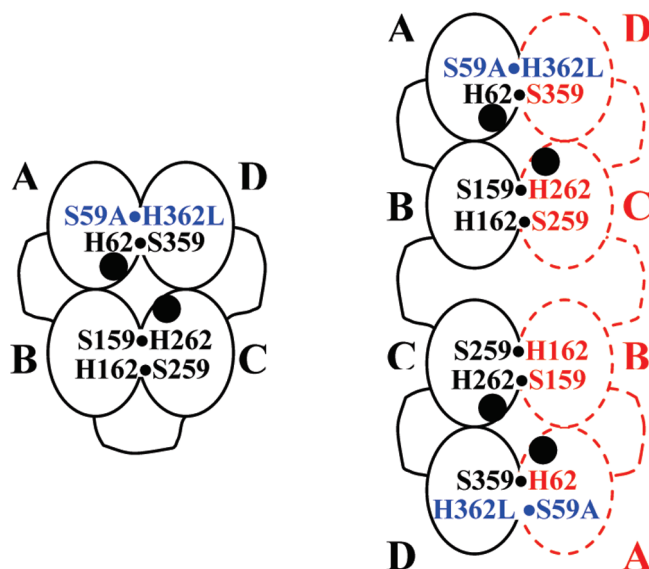 A D
S59A•H362L
H62•S359
B C
S159•H262
H162•S259
A D
S59A•H362L
H62•S359
B C
S159•H262
H162•S259
C B
S259•H162
H262•S159
S359•H62
H362L•S59A
D A